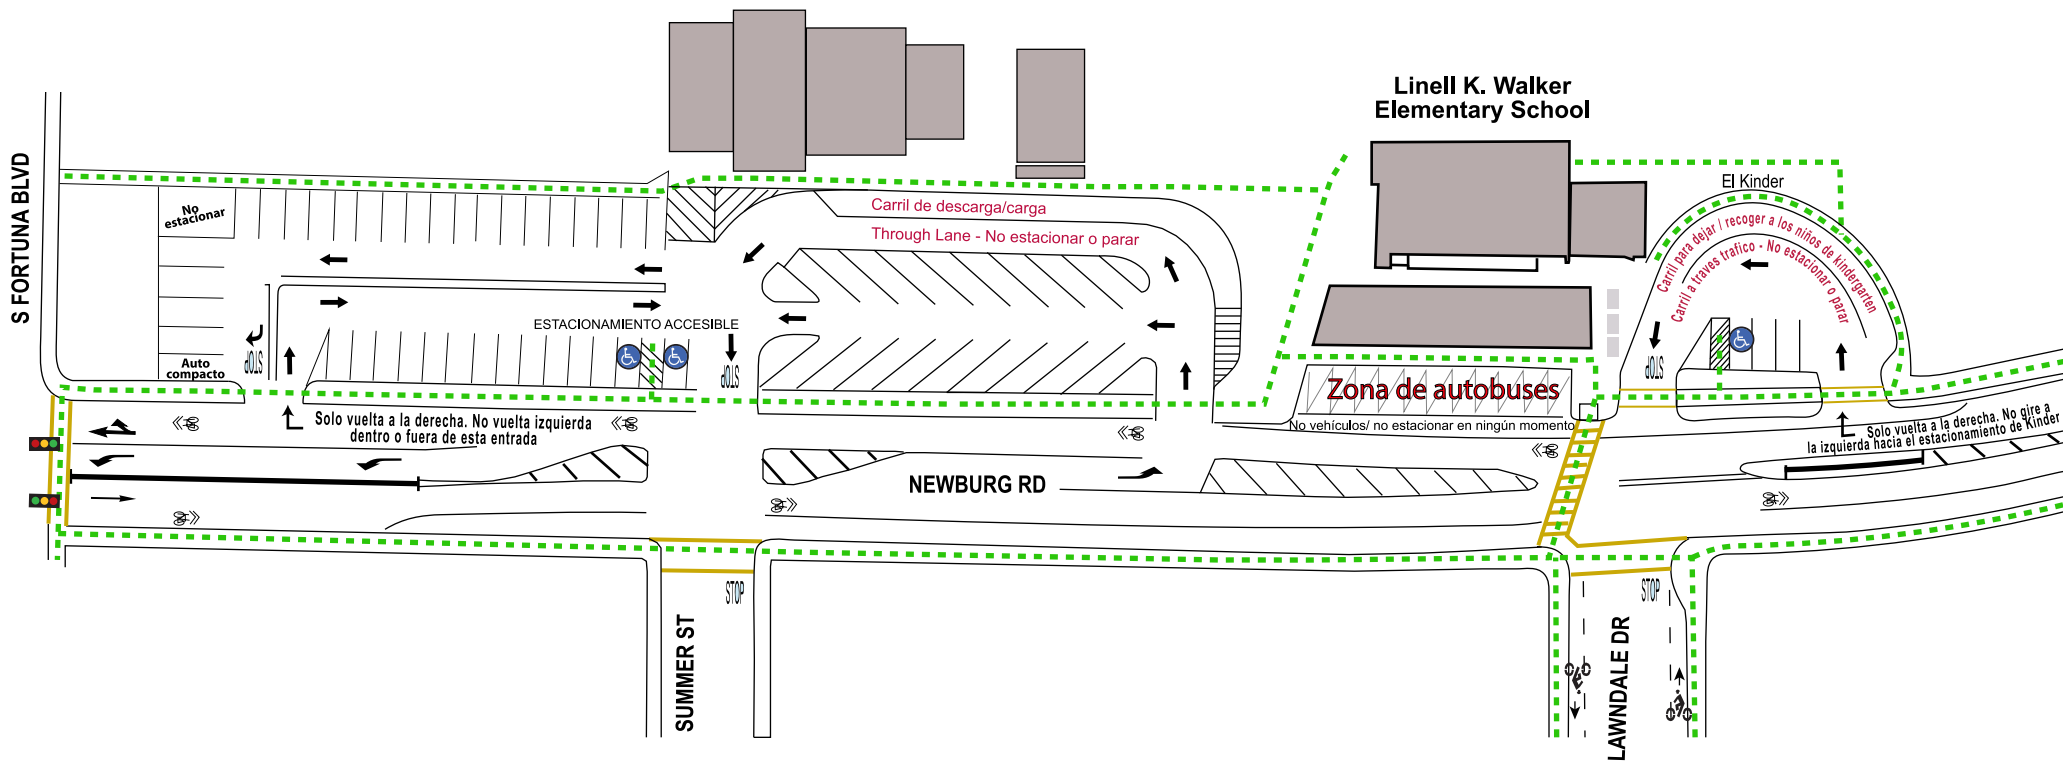 Linell K. Walker
Elementary School
S FORTUNA BLVD
No
estacionar
El Kinder
Carril de descarga/carga
Through Lane - No estacionar o parar
Carril para dejar / recoger a los niños de kindergarten
Carril a traves trafico - No estacionar o parar
ESTACIONAMIENTO ACCESIBLE
STOP
STOP
STOP
Auto
compacto
Zona de autobuses
No vehículos/ no estacionar en ningún momento
Solo vuelta a la derecha. No vuelta izquierda
dentro o fuera de esta entrada
Solo vuelta a la derecha. No gire a
la izquierda hacia el estacionamiento de Kinder
NEWBURG RD
STOP
STOP
SUMMER ST
LAWNDALE DR